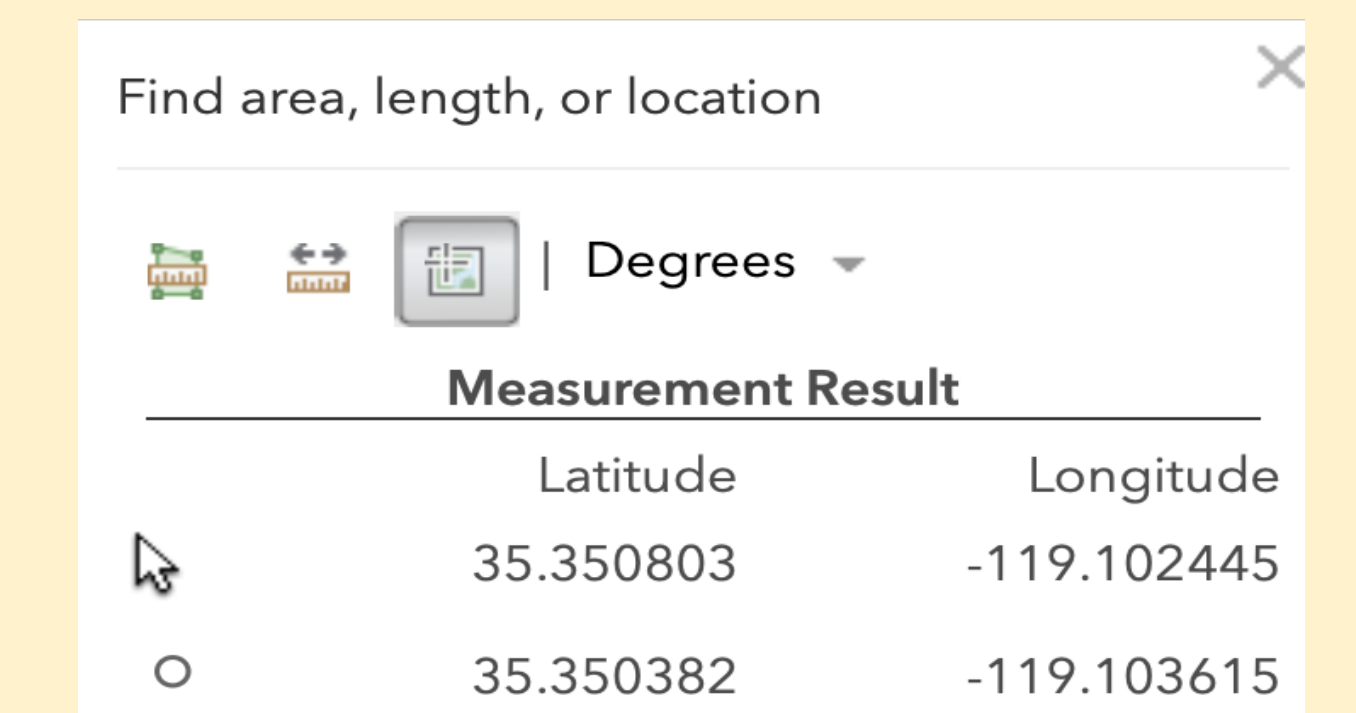 Find area, length, or location
| Degrees
Measurement Result
Latitude Longitude
35.350803 -119.102445
35.350382 -119.103615